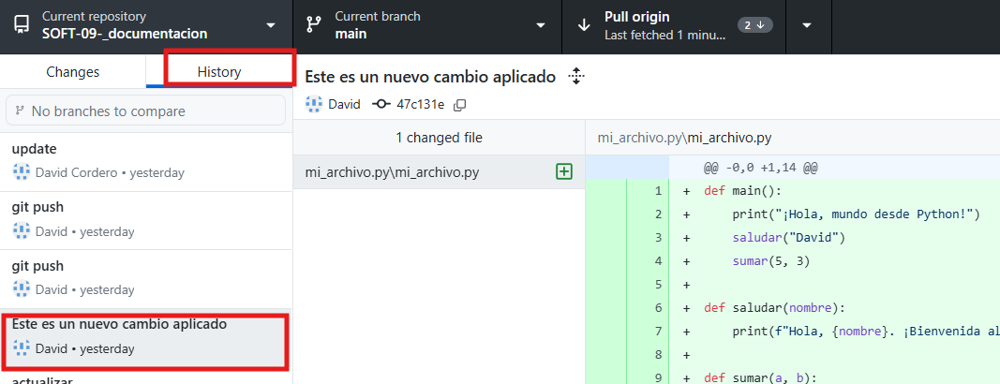 Current repository
SOFT-09-_documentacion
Current branch
main
Pull origin
Last fetched 1 minu...
2
Changes
History
No branches to compare
update
David Cordero • yesterday
git push
David • yesterday
git push
David • yesterday
Este es un nuevo cambio aplicado
David • yesterday
actualizar
Este es un nuevo cambio aplicado
David 47c131e
1 changed file
mi_archivo.py\mi_archivo.py
mi_archivo.py\mi_archivo.py
@@ -0,0 +1,14 @@
1 + def main():
2 + print("¡Hola, mundo desde Python!")
3 + saludar("David")
4 + sumar(5, 3)
5 +
6 + def saludar(nombre):
7 + print(f"Hola, {nombre}. ¡Bienvenida al
8 +
9 + def sumar(a, b):